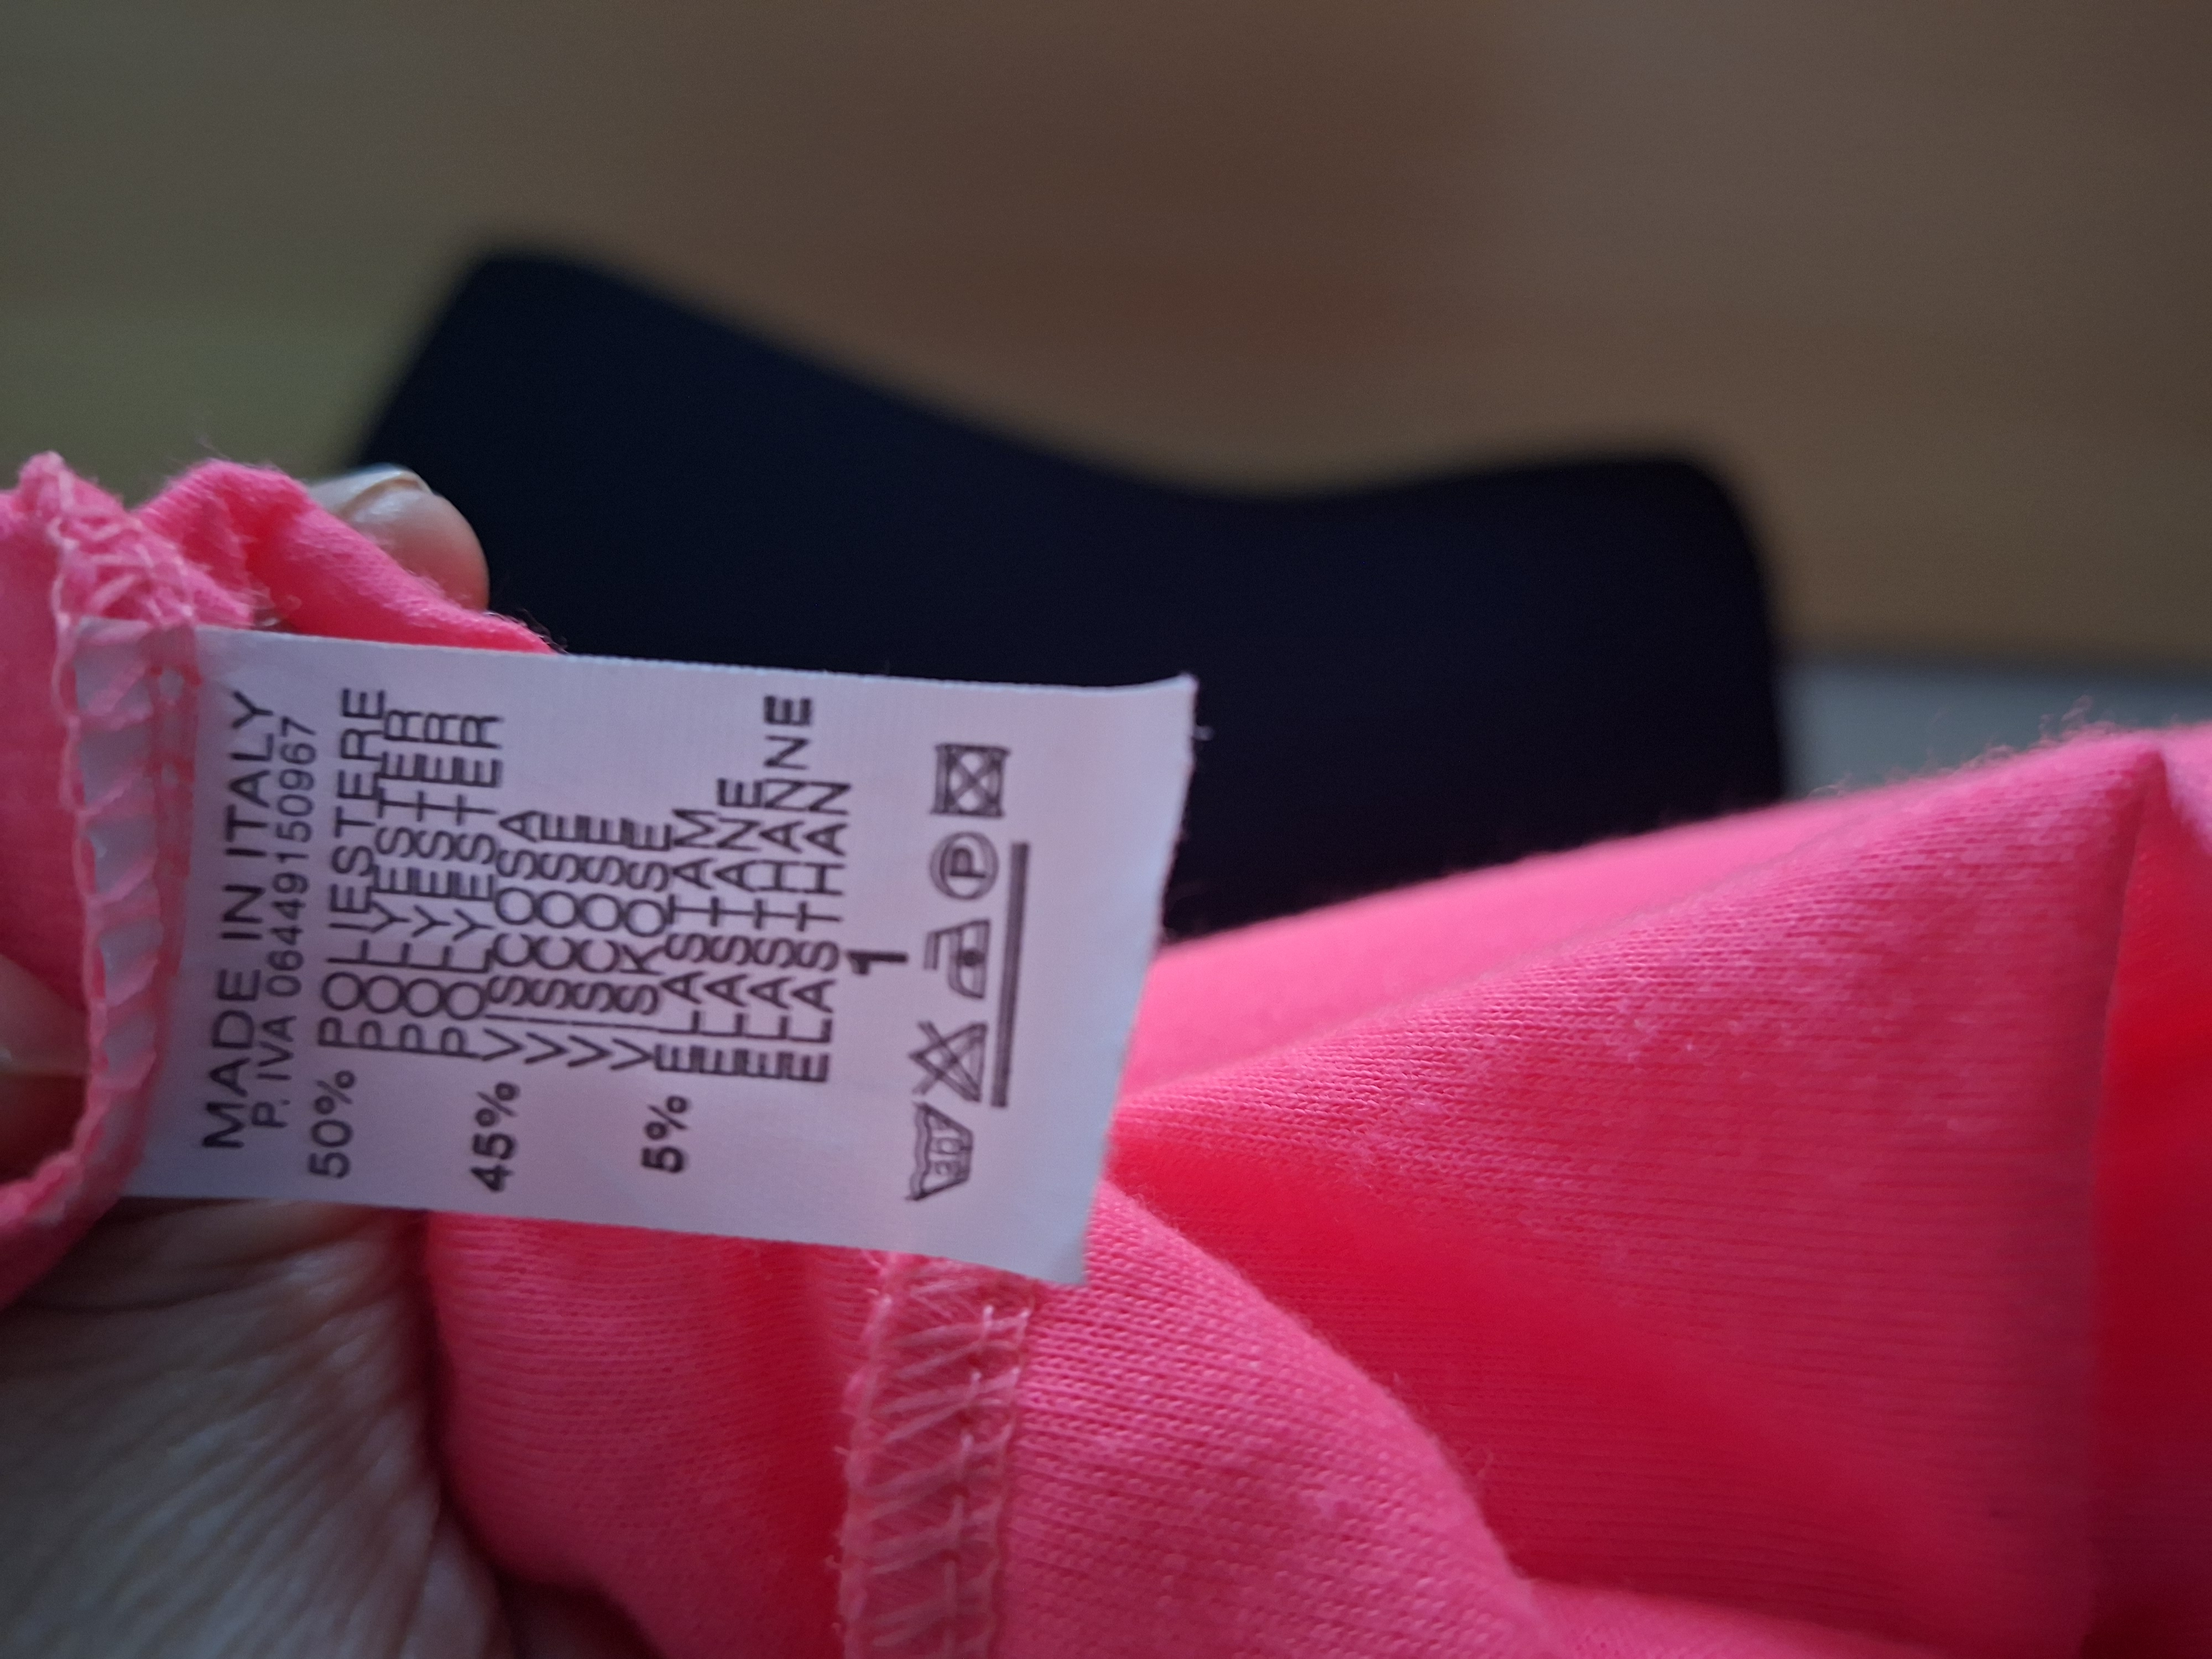 MADE IN ITALY
P. IVA 06449150967
50% POLIESTERE
POLYESTER
POLYESTER
POLYESTER
45% VISCOSA
VISCOSE
VISCOSE
VISKOSE
5% ELASTAM
ELASTANE
ELASTHANNE
ELASTHAN
1
P